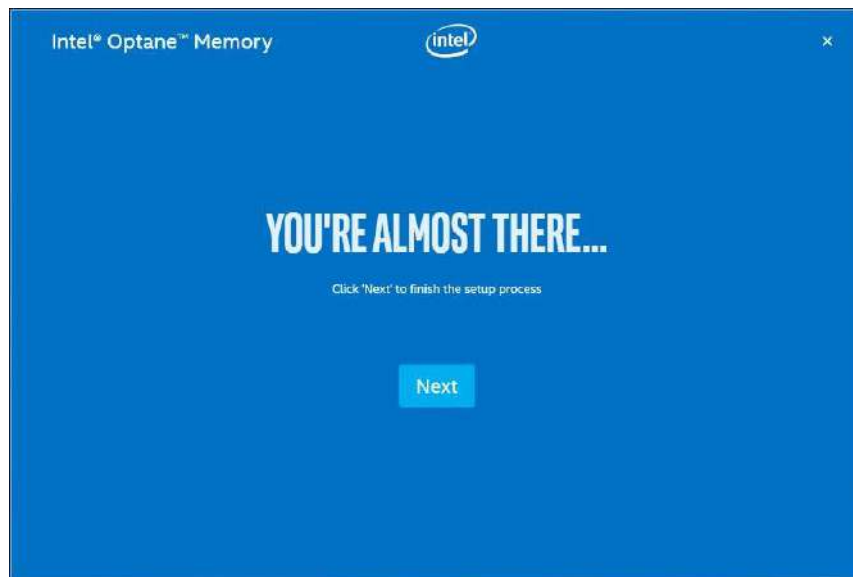 Intel® Optane™ Memory
intel
×
YOU'RE ALMOST THERE...
Click 'Next' to finish the setup process
Next